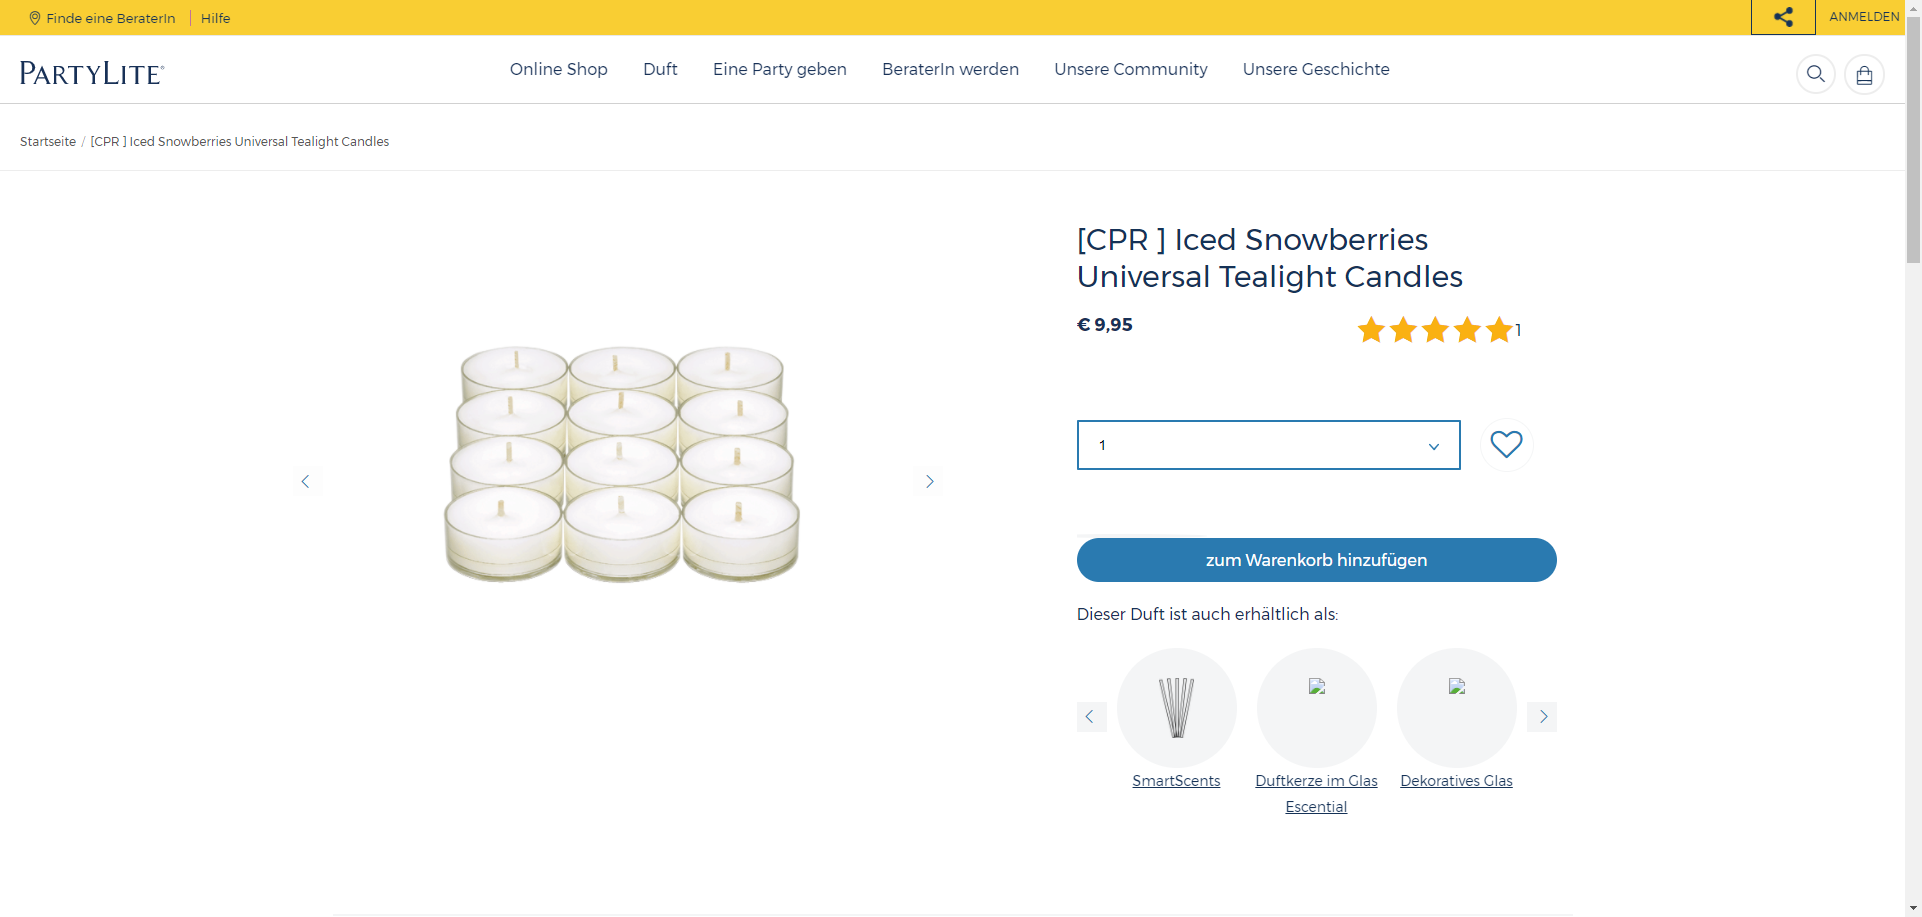 Finde eine BeraterIn
Hilfe
ANMELDEN
PARTYLITE®
Online Shop
Duft
Eine Party geben
BeraterIn werden
Unsere Community
Unsere Geschichte
Startseite / [CPR ] Iced Snowberries Universal Tealight Candles
[CPR ] Iced Snowberries
Universal Tealight Candles
€ 9,95
1
1
zum Warenkorb hinzufügen
Dieser Duft ist auch erhältlich als:
SmartScents
Duftkerze im Glas
Escential
Dekoratives Glas